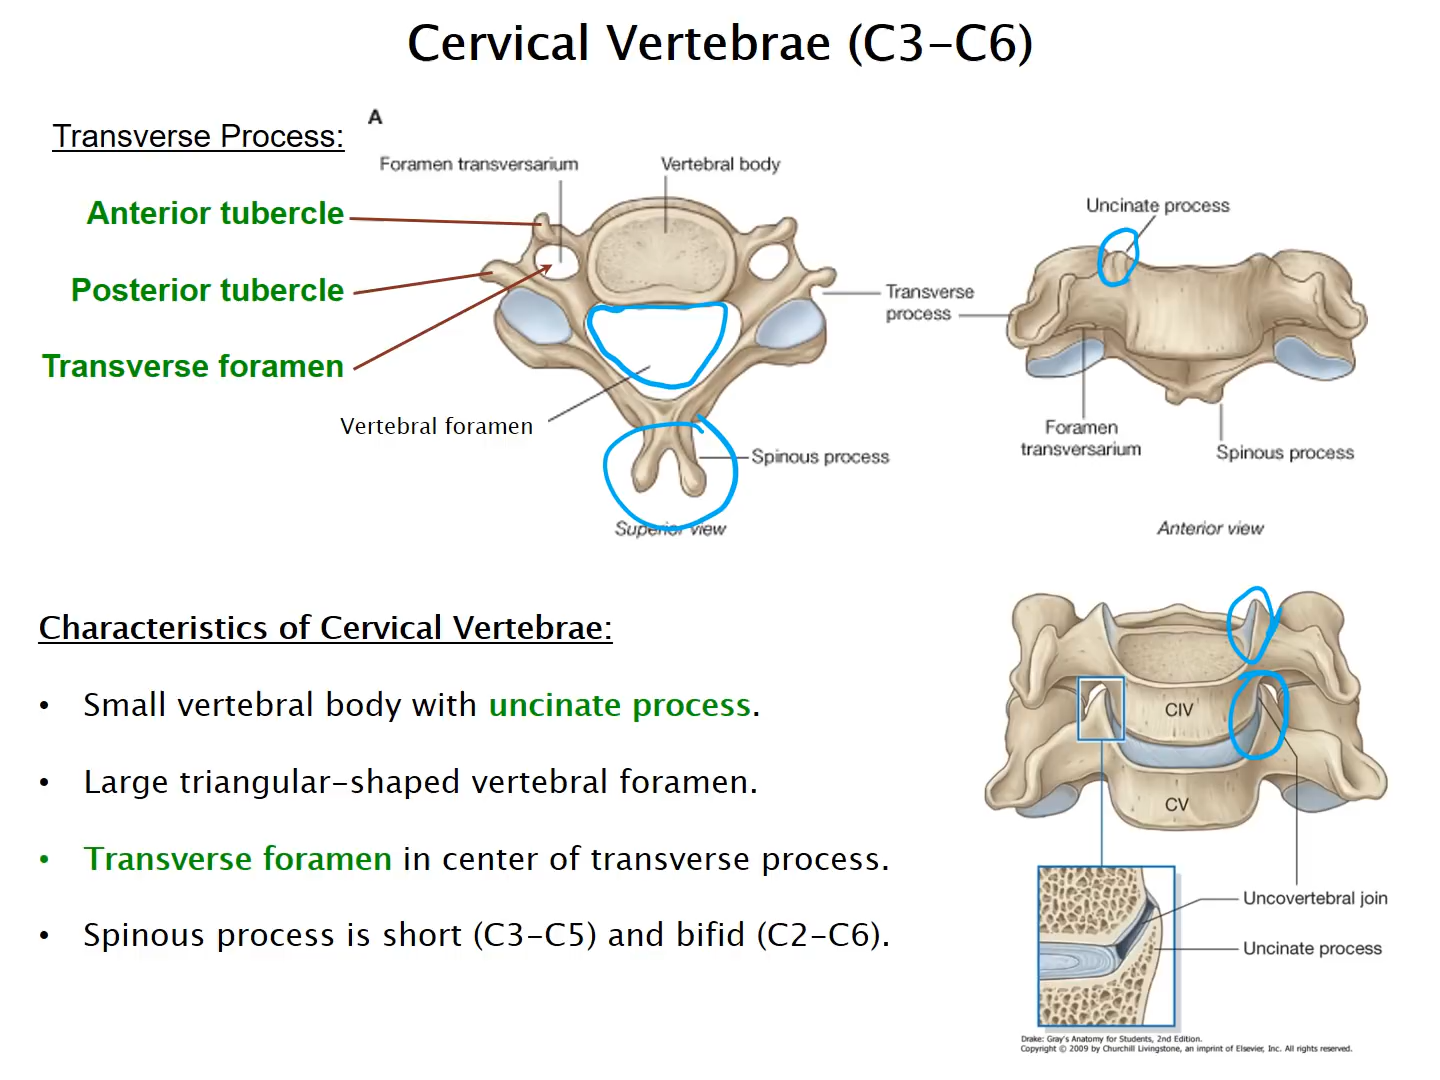 Cervical Vertebrae (C3-C6)
A
Transverse Process:
Foramen transversarium
Vertebral body
Anterior tubercle
Posterior tubercle
Transverse foramen
Vertebral foramen
Spinous process
Superior view
Uncinate process
Transverse
process
Foramen
transversarium
Spinous process
Anterior view
Characteristics of Cervical Vertebrae:
• Small vertebral body with uncinate process.
• Large triangular-shaped vertebral foramen.
• Transverse foramen in center of transverse process.
• Spinous process is short (C3-C5) and bifid (C2-C6).
CIV
CV
Uncovertebral join
Uncinate process
Drake: Gray's Anatomy for Students, 2nd Edition.
Copyright © 2009 by Churchill Livingstone, an imprint of Elsevier, Inc. All rights reserved.